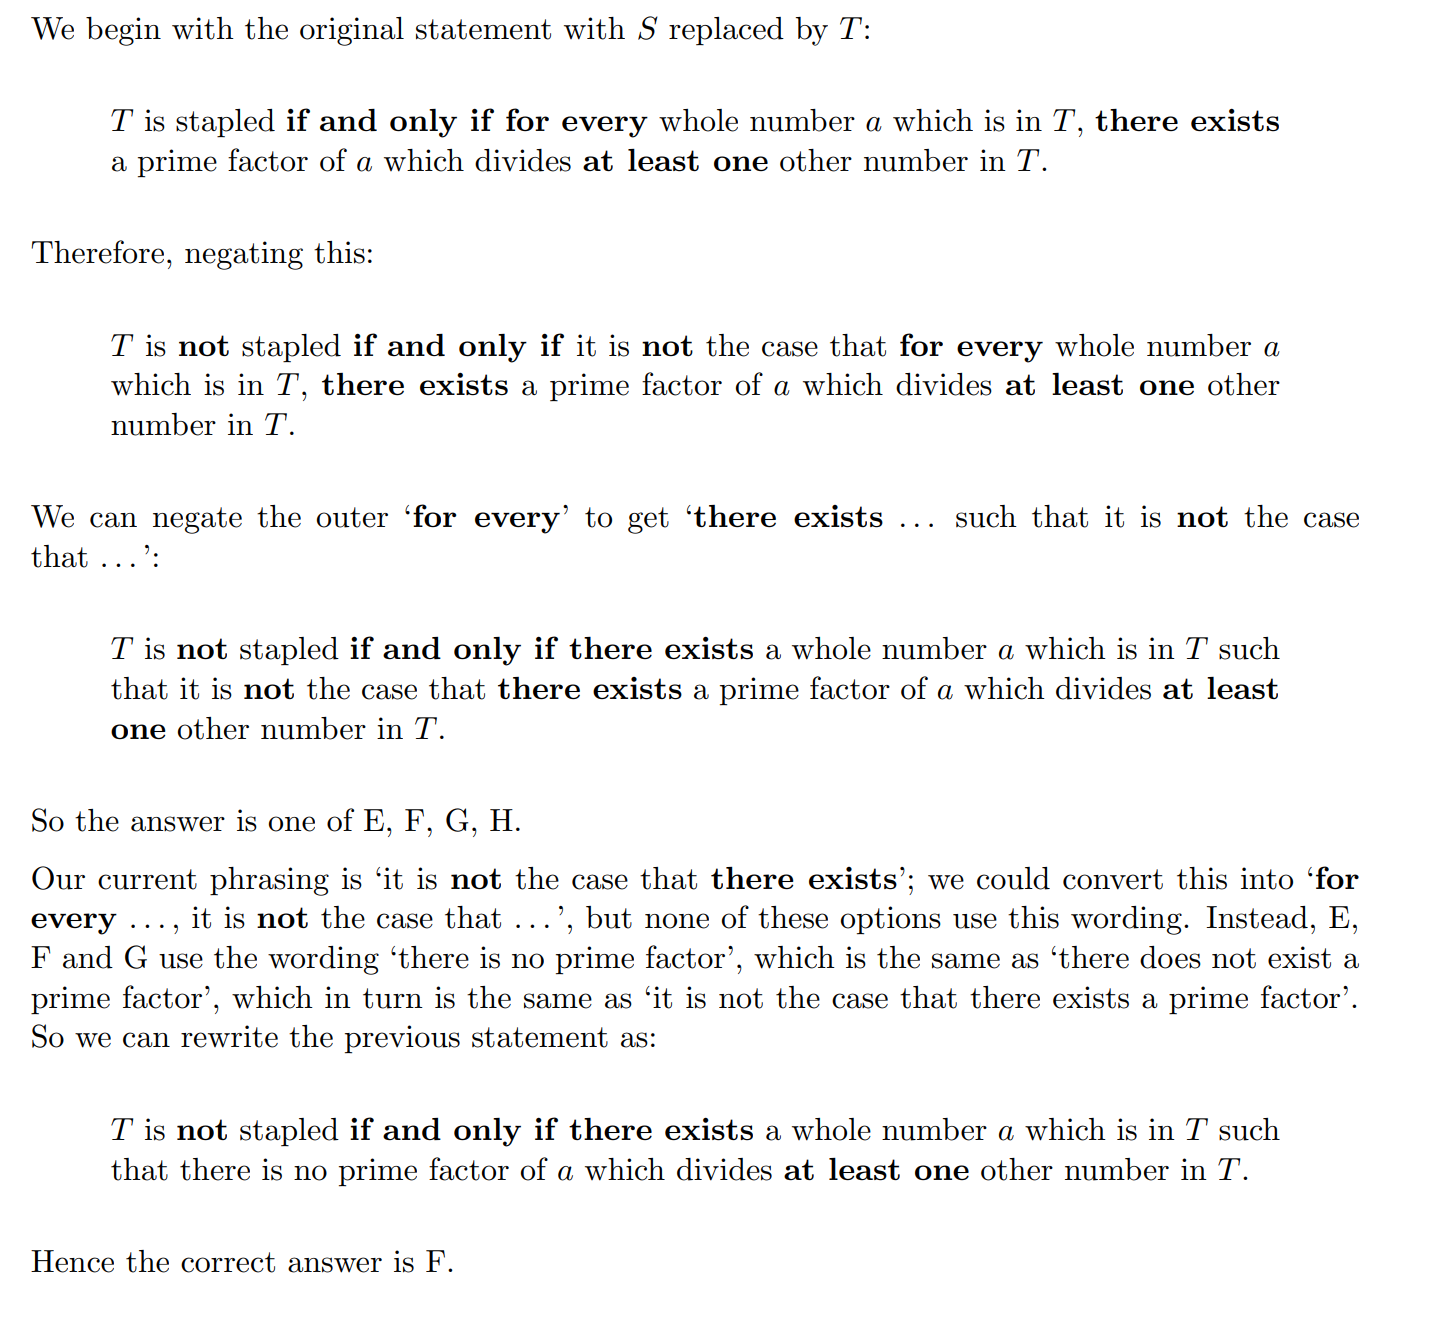 We begin with the original statement with S replaced by T:
T is stapled if and only if for every whole number a which is in T, there exists
a prime factor of a which divides at least one other number in T.
Therefore, negating this:
T is not stapled if and only if it is not the case that for every whole number a
which is in T, there exists a prime factor of a which divides at least one other
number in T.
We can negate the outer ‘for every’ to get ‘there exists ... such that it is not the case
that ...’:
T is not stapled if and only if there exists a whole number a which is in T such
that it is not the case that there exists a prime factor of a which divides at least
one other number in T.
So the answer is one of E, F, G, H.
Our current phrasing is ‘it is not the case that there exists’; we could convert this into ‘for
every ..., it is not the case that ...’, but none of these options use this wording. Instead, E,
F and G use the wording ‘there is no prime factor’, which is the same as ‘there does not exist a
prime factor’, which in turn is the same as ‘it is not the case that there exists a prime factor’.
So we can rewrite the previous statement as:
T is not stapled if and only if there exists a whole number a which is in T such
that there is no prime factor of a which divides at least one other number in T.
Hence the correct answer is F.